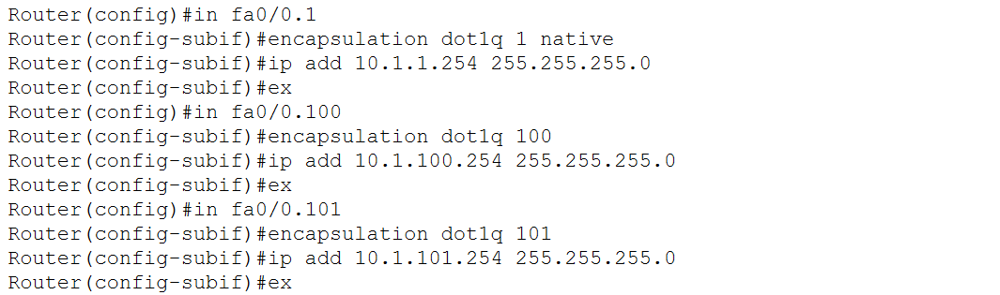 Router(config)#in fa0/0.1
Router(config-subif)#encapsulation dot1q 1 native
Router(config-subif)#ip add 10.1.1.254 255.255.255.0
Router(config-subif)#ex
Router(config)#in fa0/0.100
Router(config-subif)#encapsulation dot1q 100
Router(config-subif)#ip add 10.1.100.254 255.255.255.0
Router(config-subif)#ex
Router(config)#in fa0/0.101
Router(config-subif)#encapsulation dot1q 101
Router(config-subif)#ip add 10.1.101.254 255.255.255.0
Router(config-subif)#ex